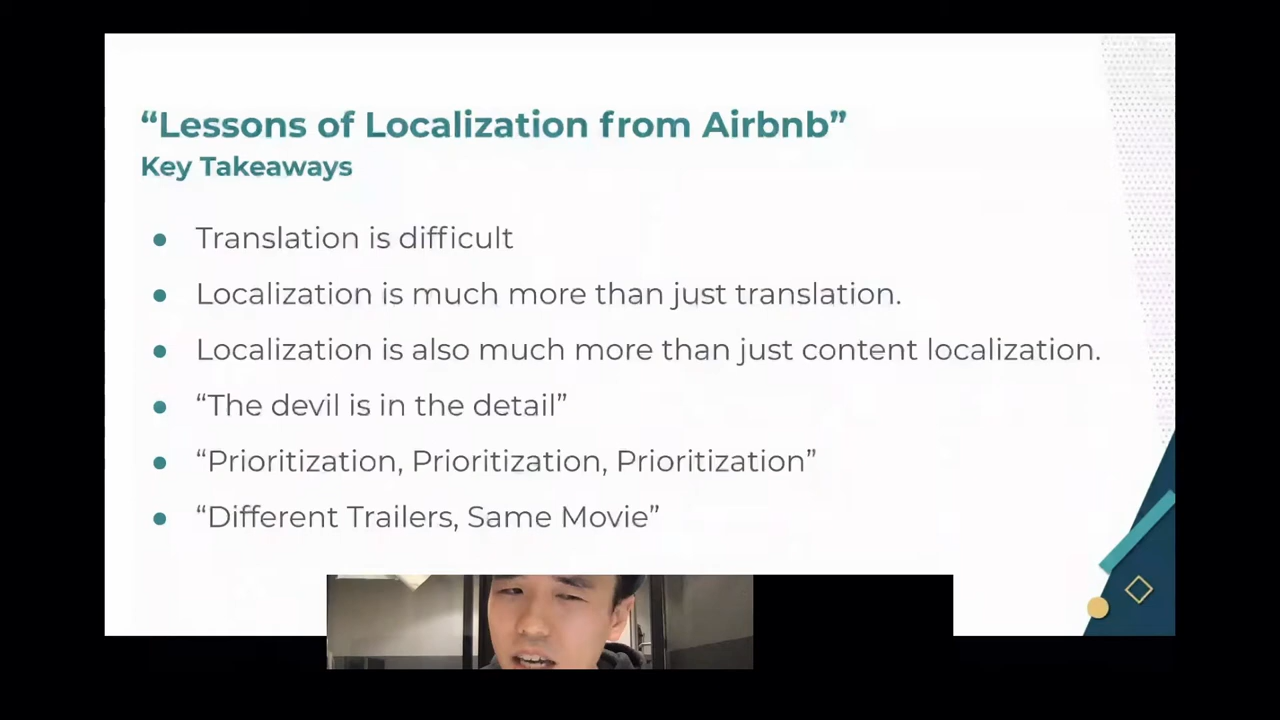 “Lessons of Localization from Airbnb”
Key Takeaways
● Translation is difficult
● Localization is much more than just translation.
● Localization is also much more than just content localization.
● “The devil is in the detail”
● “Prioritization, Prioritization, Prioritization”
● “Different Trailers, Same Movie”